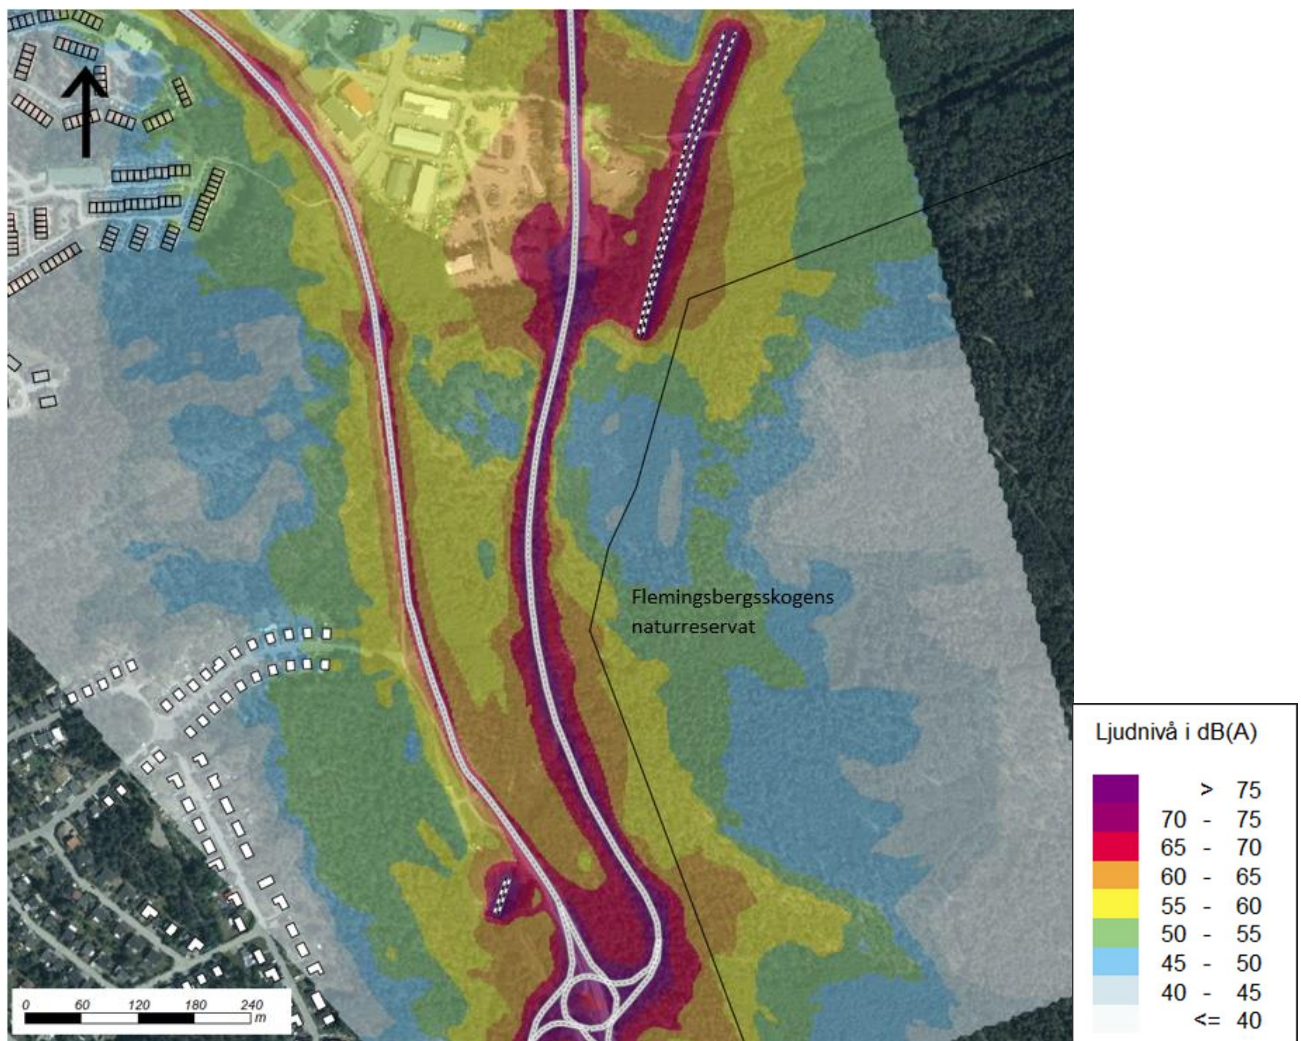 Flemingsbergsskogens
naturreservat
0 60 120 180 240
m
Ljudnivå i dB(A)
> 75
70 - 75
65 - 70
60 - 65
55 - 60
50 - 55
45 - 50
40 - 45
<= 40